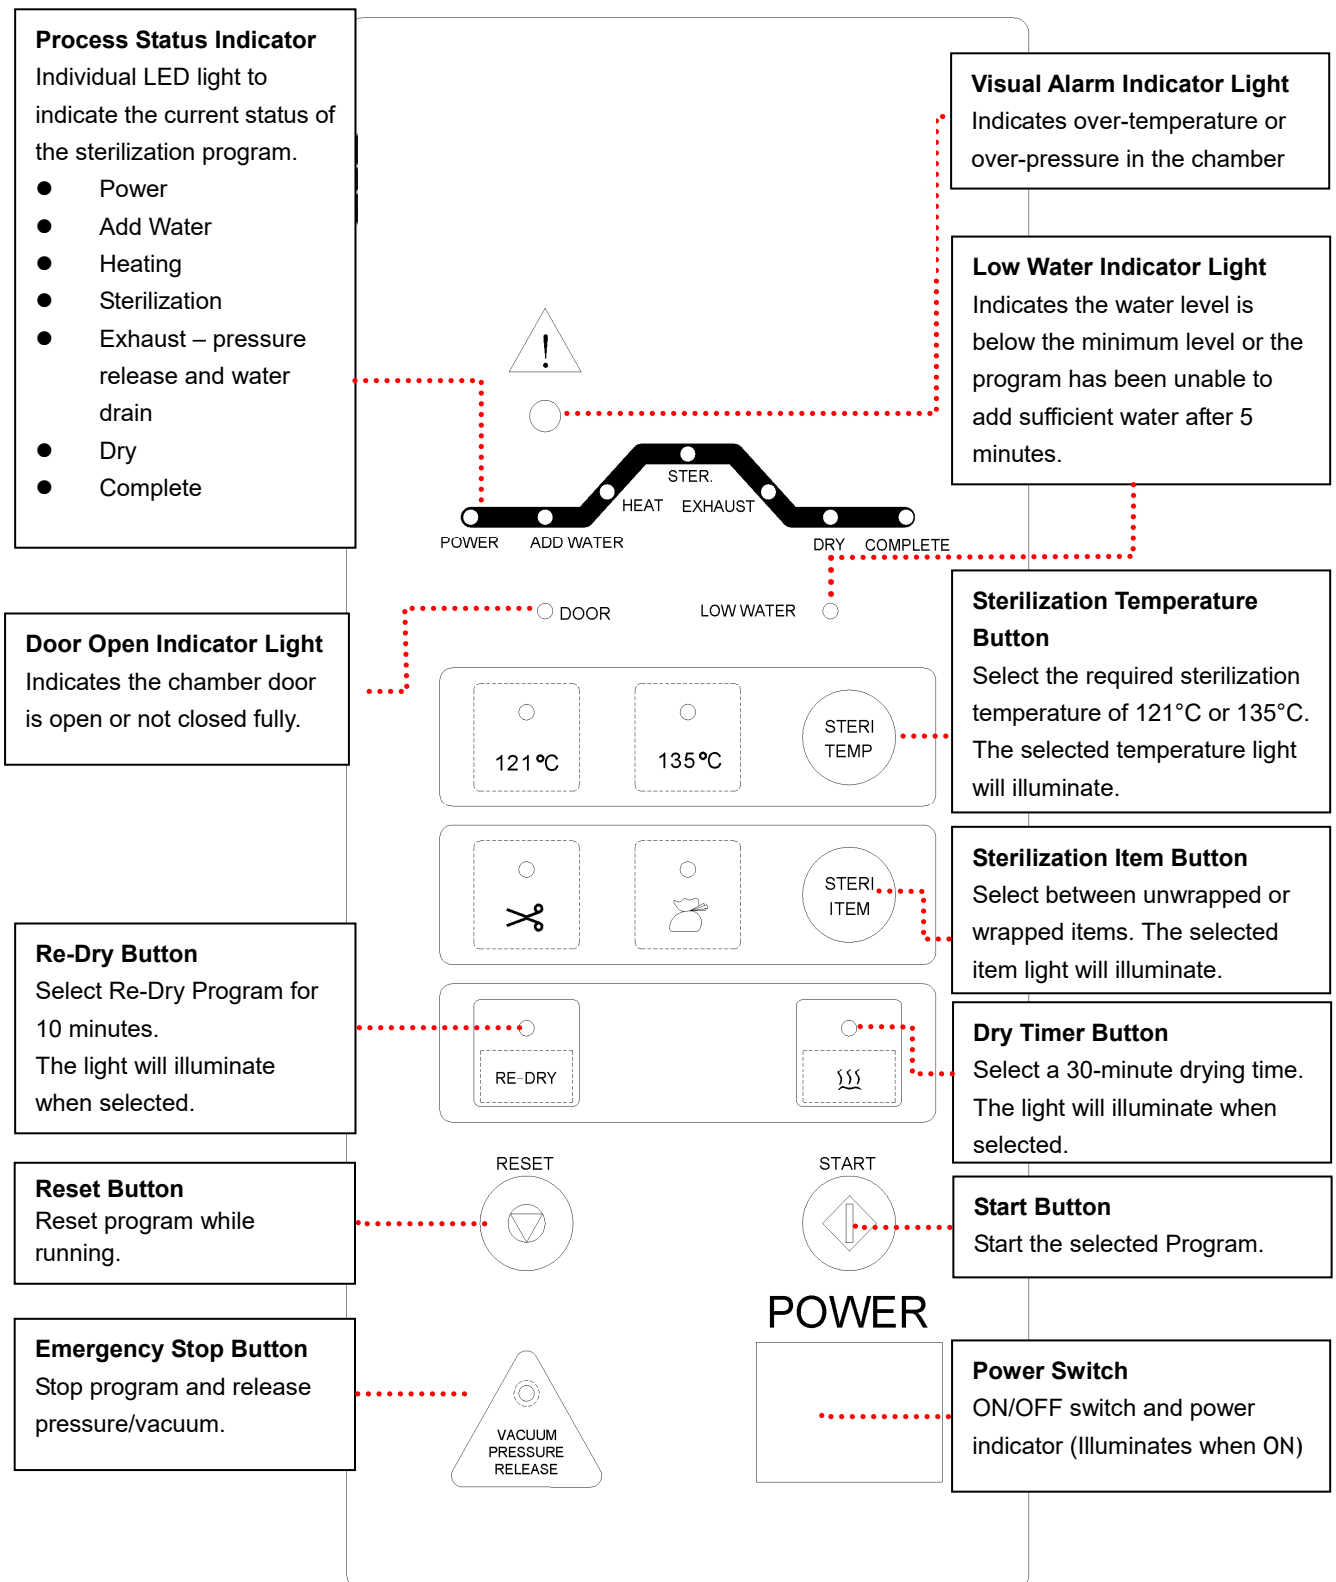 Process Status Indicator
Individual LED light to
indicate the current status of
the sterilization program.
● Power
● Add Water
● Heating
● Sterilization
● Exhaust – pressure
release and water
drain
● Dry
● Complete
Visual Alarm Indicator Light
Indicates over-temperature or
over-pressure in the chamber
Low Water Indicator Light
Indicates the water level is
below the minimum level or the
program has been unable to
add sufficient water after 5
minutes.
!
STER.
HEAT
EXHAUST
POWER
ADD WATER
DRY
COMPLETE
DOOR
LOW WATER
Door Open Indicator Light
Indicates the chamber door
is open or not closed fully.
121°C
135°C
STERI
TEMP
Sterilization Temperature
Button
Select the required sterilization
temperature of 121°C or 135°C.
The selected temperature light
will illuminate.
STERI
ITEM
Sterilization Item Button
Select between unwrapped or
wrapped items. The selected
item light will illuminate.
Re-Dry Button
Select Re-Dry Program for
10 minutes.
The light will illuminate
when selected.
RE-DRY
Dry Timer Button
Select a 30-minute drying time.
The light will illuminate when
selected.
Reset Button
Reset program while
running.
RESET
START
Start Button
Start the selected Program.
POWER
Emergency Stop Button
Stop program and release
pressure/vacuum.
VACUUM
PRESSURE
RELEASE
Power Switch
ON/OFF switch and power
indicator (Illuminates when ON)